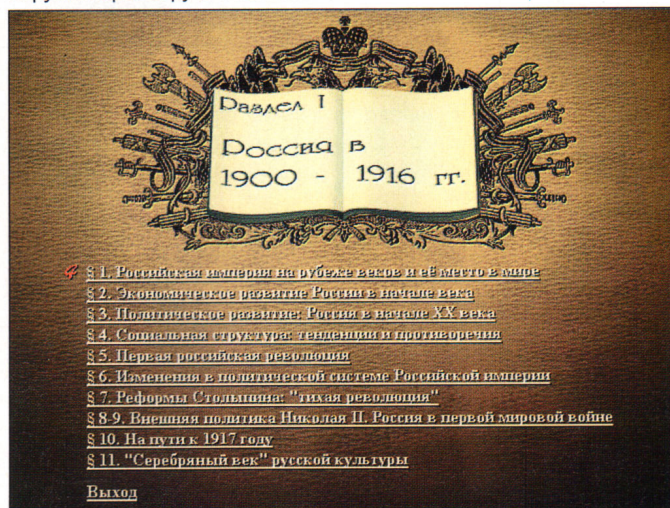 Раздел I
Россия в
1900 - 1916 гг.
§ 1. Российская империя на рубеже веков и её место в мире
§ 2. Экономическое развитие России в начале века
§ 3. Политическое развитие: Россия в начале XX века
§ 4. Социальная структура: тенденции и противоречия
§ 5. Первая российская революция
§ 6. Изменения в политической системе Российской империи
§ 7. Реформы Столыпина: "тихая революция"
§ 8-9. Внешняя политика Николая II. Россия в первой мировой войне
§ 10. На пути к 1917 году
§ 11. "Серебряный век" русской культуры
Выход